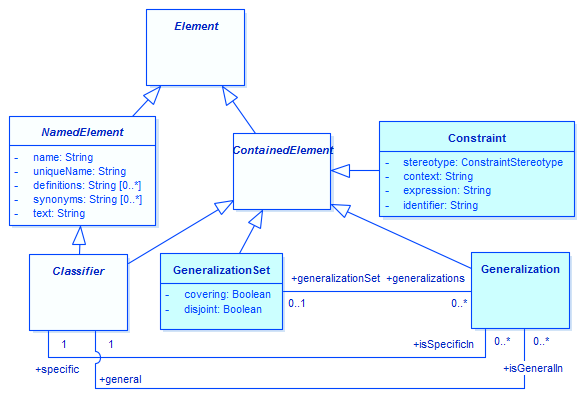 Element
NamedElement
- name: String
- uniqueName: String
- definitions: String [0..*]
- synonyms: String [0..*]
- text: String
ContainedElement
Constraint
- stereotype: ConstraintStereotype
- context: String
- expression: String
- identifier: String
Classifier
GeneralizationSet
- covering: Boolean
- disjoint: Boolean
+generalizationSet +generalizations
0..1 0..*
Generalization
1 1
+specific
+general
+isSpecificIn 0..* 0..*
+isGeneralIn